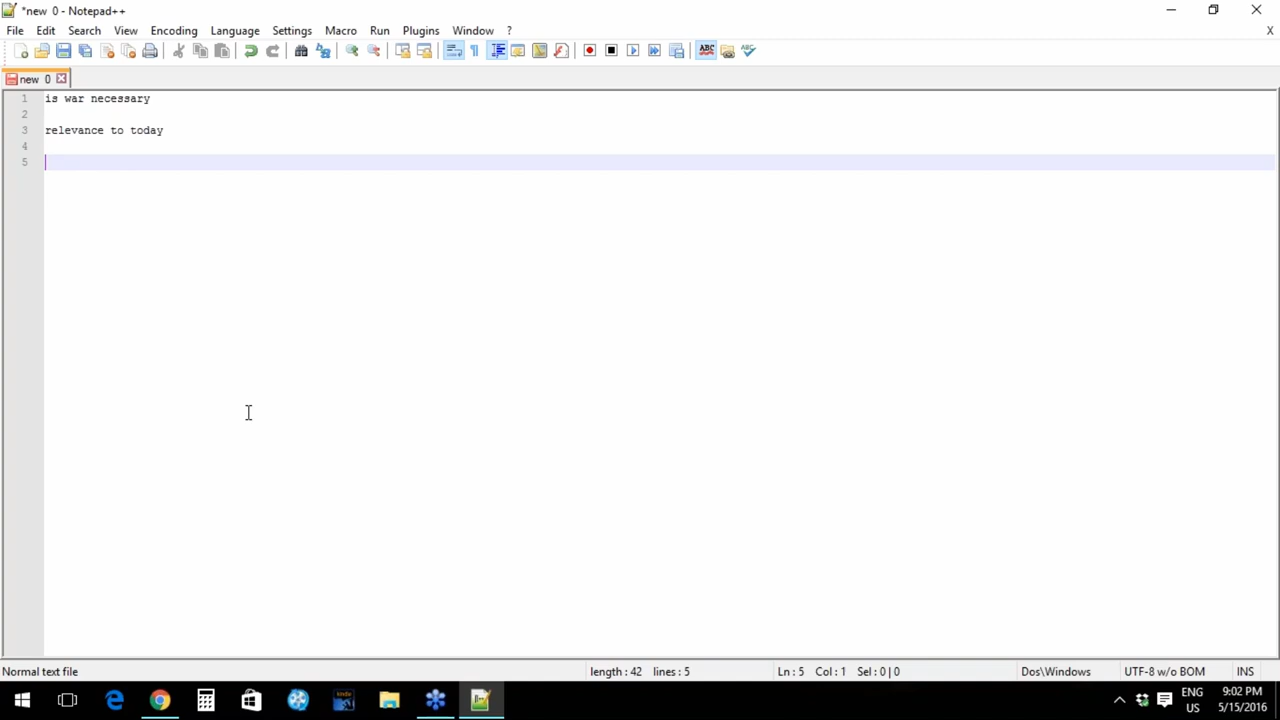 *new 0 - Notepad++
File Edit Search View Encoding Language Settings Macro Run Plugins Window ? X
new 0
1 is war necessary
2
3 relevance to today
4
5
Normal text file length : 42 lines : 5 Ln : 5 Col : 1 Sel : 0 | 0 Dos\Windows UTF-8 w/o BOM INS
ENG 9:02 PM
US 5/15/2016